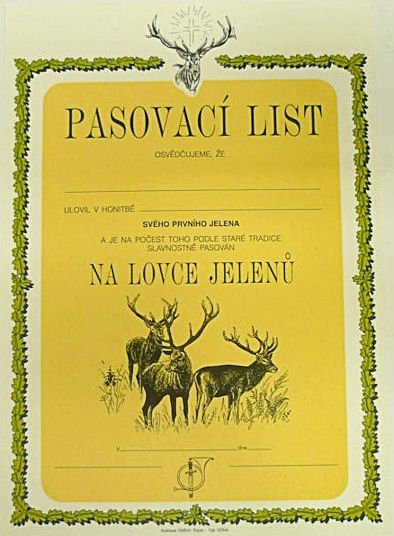 PASOVACÍ LIST
OSVĚDČUJEME, ŽE
ULOVIL V HONITBĚ
SVÉHO PRVNÍHO JELENA
A JE NA POČEST TOHO PODLE STARÉ TRADICE
SLAVNOSTNĚ PASOVÁN
NA LOVCE JELENŮ
V dne